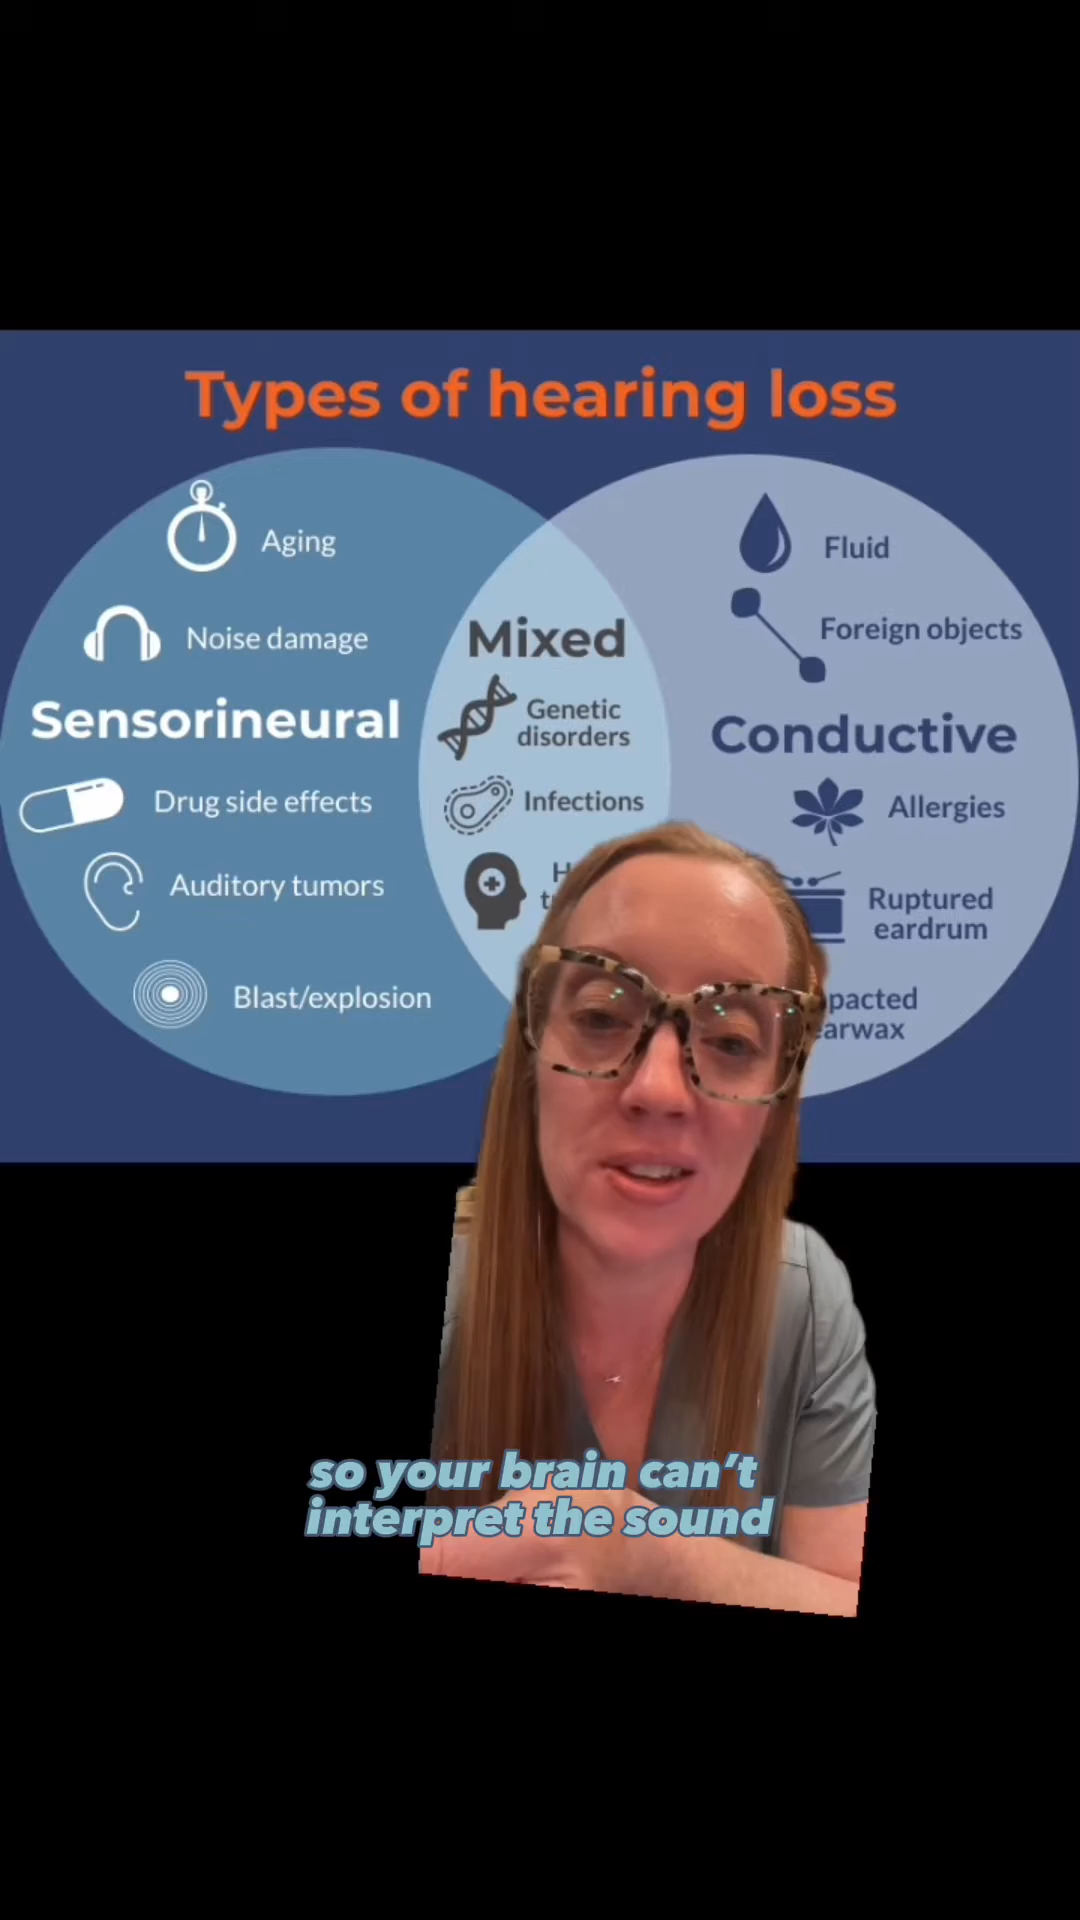 Types of hearing loss
Aging
Noise damage
Sensorineural
Drug side effects
Auditory tumors
Blast/explosion
Mixed
Genetic
disorders
Infections
Fluid
Foreign objects
Conductive
Allergies
Ruptured
eardrum
so your brain can't
interpret the sound